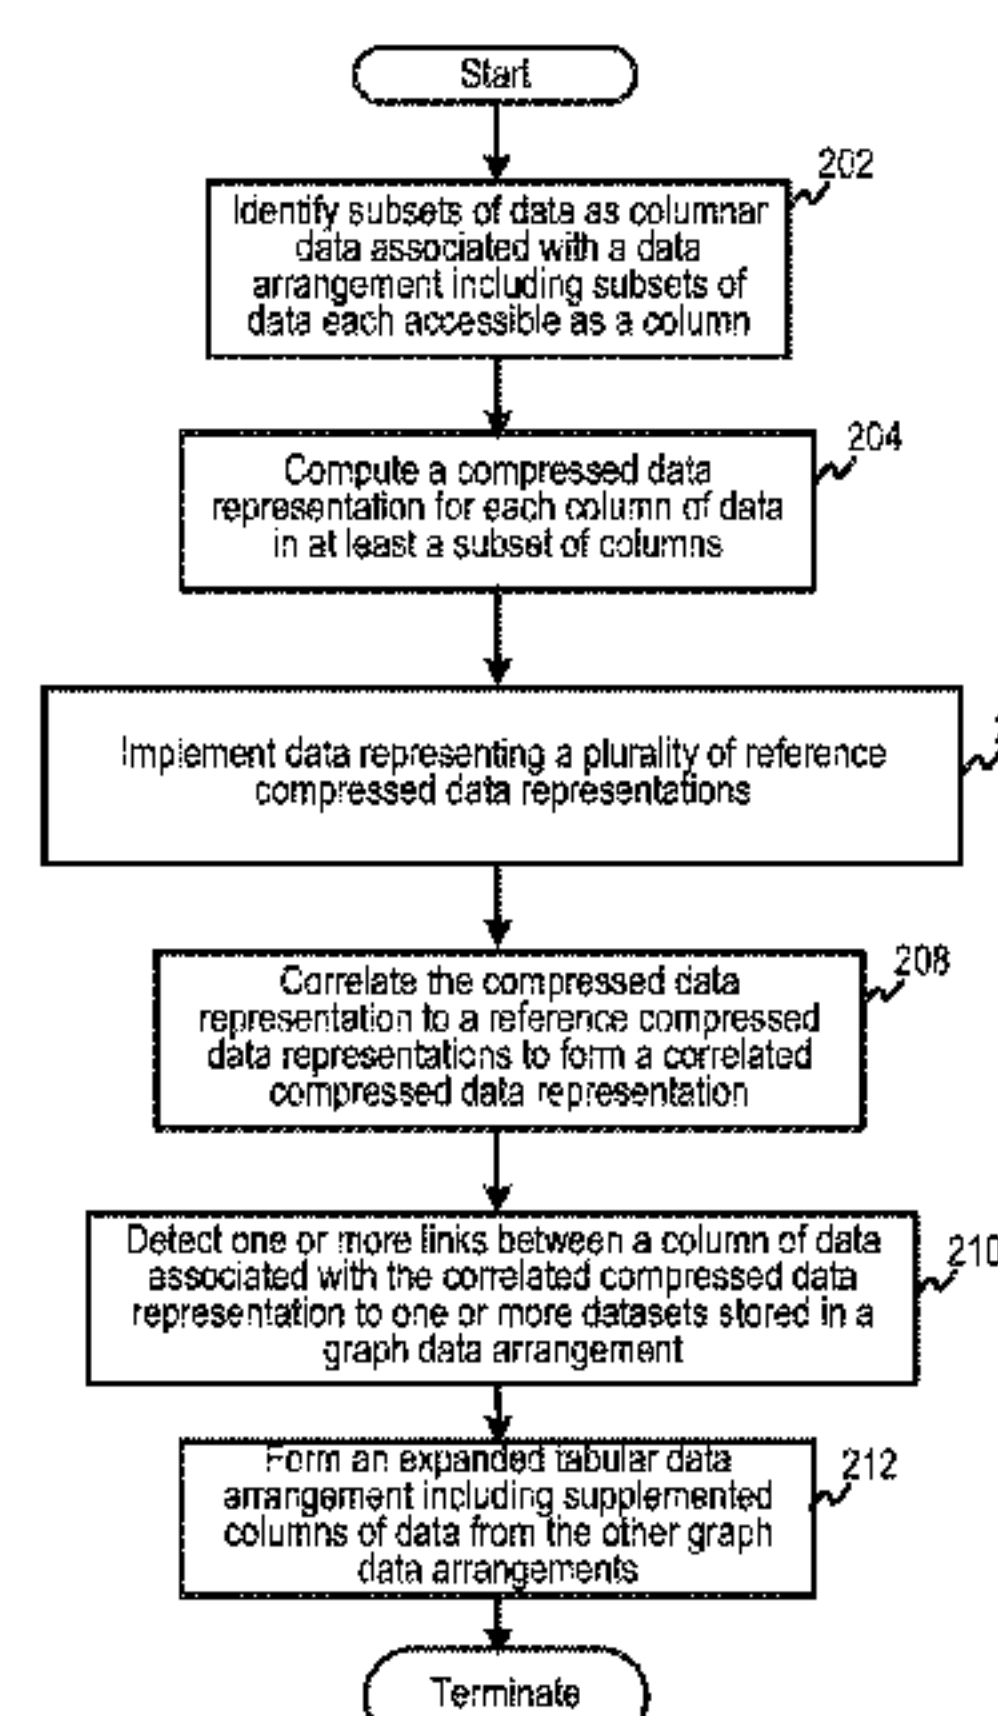 Start
202
Identify subsets of data as columnar
data associated with a data
arrangement including subsets of
data each accessible as a column
204
Compute a compressed data
representation for each column of data
in at least a subset of columns
Implement data representing a plurality of reference
compressed data representations
208
Correlate the compressed data
representation to a reference compressed
data representations to form a correlated
compressed data representation
210
Detect one or more links between a column of data
associated with the correlated compressed data
representation to one or more datasets stored in a
graph data arrangement
212
Form an expanded tabular data
arrangement including supplemented
columns of data from the other graph
data arrangements
Terminate